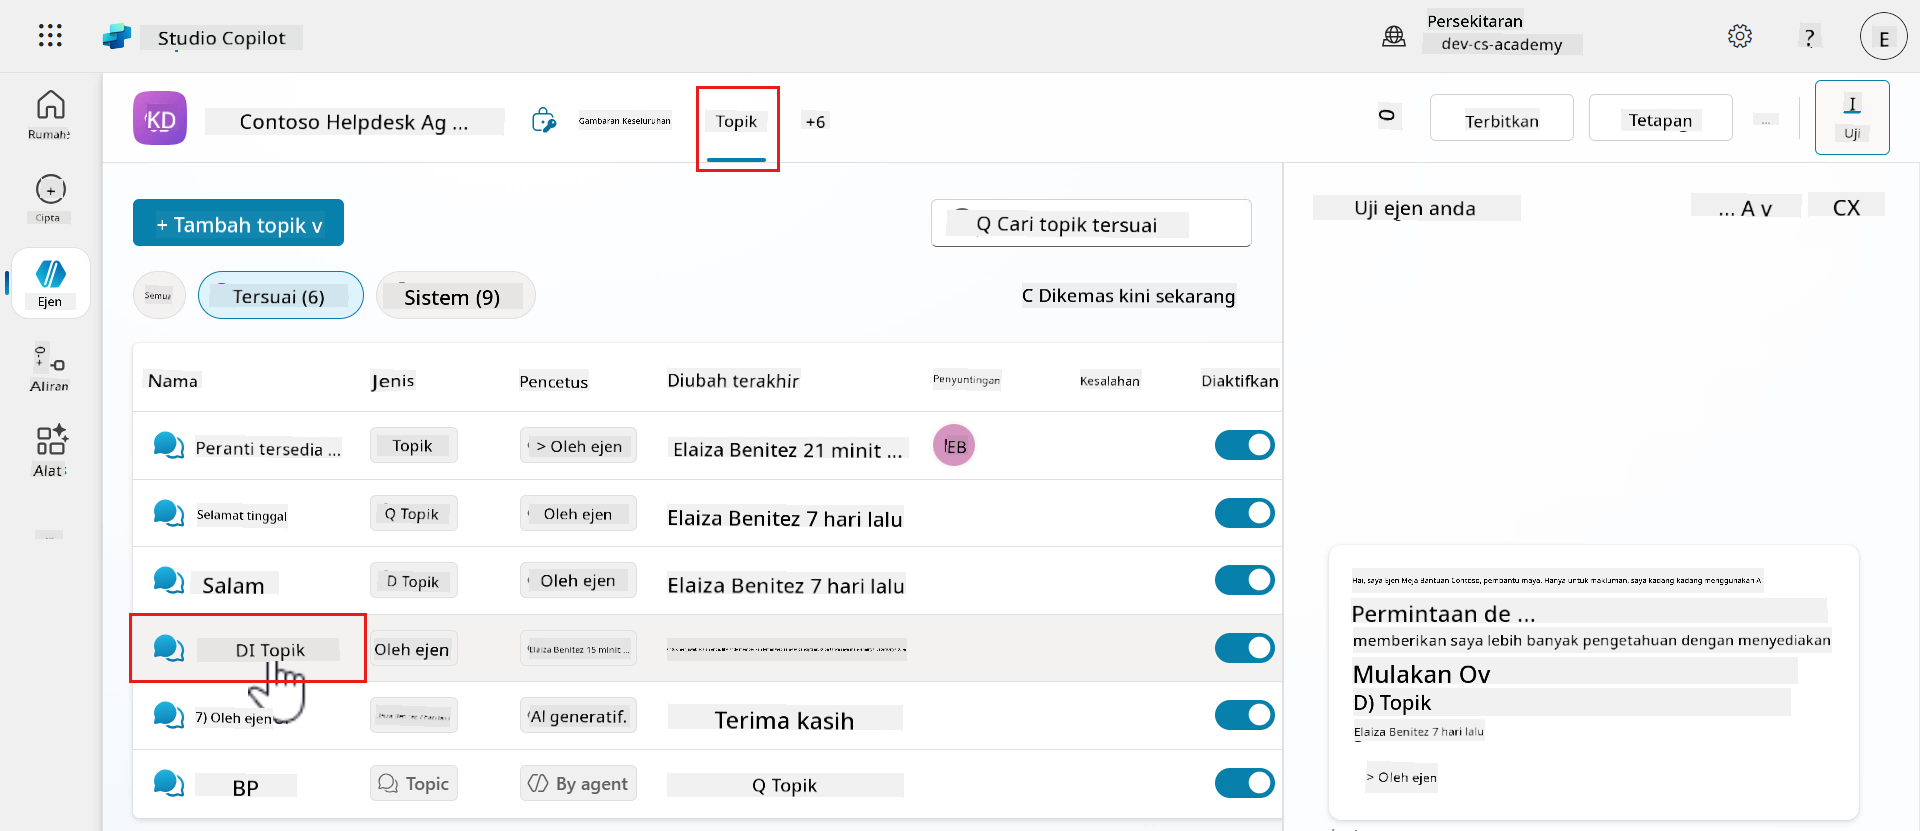 Studio Copilot
Persekitaran
dev-cs-academy
?
E
KD
Contoso Helpdesk Ag ...
Gambaran Keseluruhan
Topik
+6
Terbitkan
Tetapan
...
I
Uji
Rumah
Cipta
Ejen
Aliran
Alat
+ Tambah topik v
Q Cari topik tersuai
Semua
Tersuai (6)
Sistem (9)
C Dikemas kini sekarang
Nama
Jenis
Pencetus
Diubah terakhir
Penyuntingan
Kesalahan
Diaktifkan
Peranti tersedia ...
Topik
> Oleh ejen
Elaiza Benitez 21 minit ...
EB
Selamat tinggal
Q Topik
Oleh ejen
Elaiza Benitez 7 hari lalu
Salam
D Topik
Oleh ejen
Elaiza Benitez 7 hari lalu
DI Topik
Oleh ejen
Elaiza Benitez 15 minit ...
7) Oleh ejen
AI generatif.
Terima kasih
BP
Topic
By agent
Q Topik
Uji ejen anda
... A v
CX
Hai, saya Ejen Meja Bantuan Contoso, pembantu maya. Hanya untuk makluman, saya kadang kadang menggunakan A
Permintaan de ...
memberikan saya lebih banyak pengetahuan dengan menyediakan
Mulakan Ov
D) Topik
Elaiza Benitez 7 hari lalu
> Oleh ejen